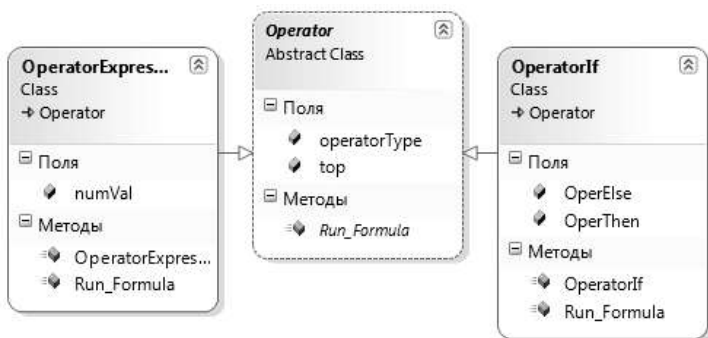 OperatorExpres...
Class
Operator
Поля
numVal
Методы
OperatorExpres...
Run_Formula
Operator
Abstract Class
Поля
operatorType
top
Методы
Run_Formula
OperatorIf
Class
Operator
Поля
OperElse
OperThen
Методы
OperatorIf
Run_Formula